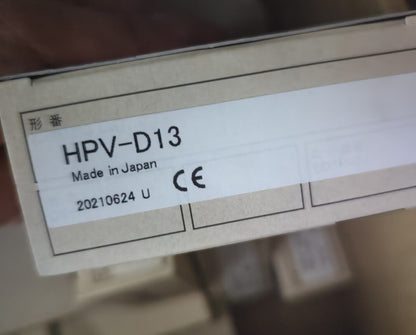 形番
HPV-D13
Made in Japan
CE
20210624 U